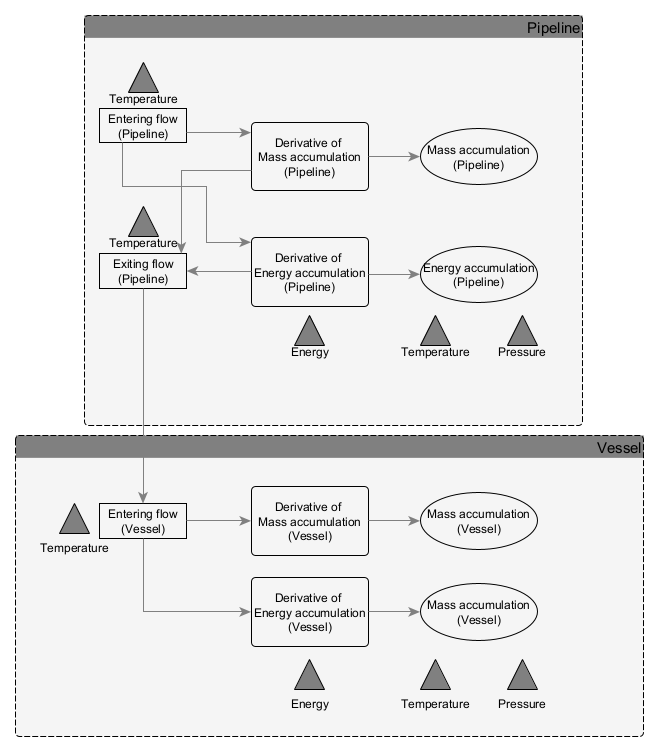 Pipeline
Temperature
Entering flow
(Pipeline)
Derivative of
Mass accumulation
(Pipeline)
Mass accumulation
(Pipeline)
Temperature
Exiting flow
(Pipeline)
Derivative of
Energy accumulation
(Pipeline)
Energy accumulation
(Pipeline)
Energy
Temperature
Pressure
Vessel
Temperature
Entering flow
(Vessel)
Derivative of
Mass accumulation
(Vessel)
Mass accumulation
(Vessel)
Derivative of
Energy accumulation
(Vessel)
Mass accumulation
(Vessel)
Energy
Temperature
Pressure